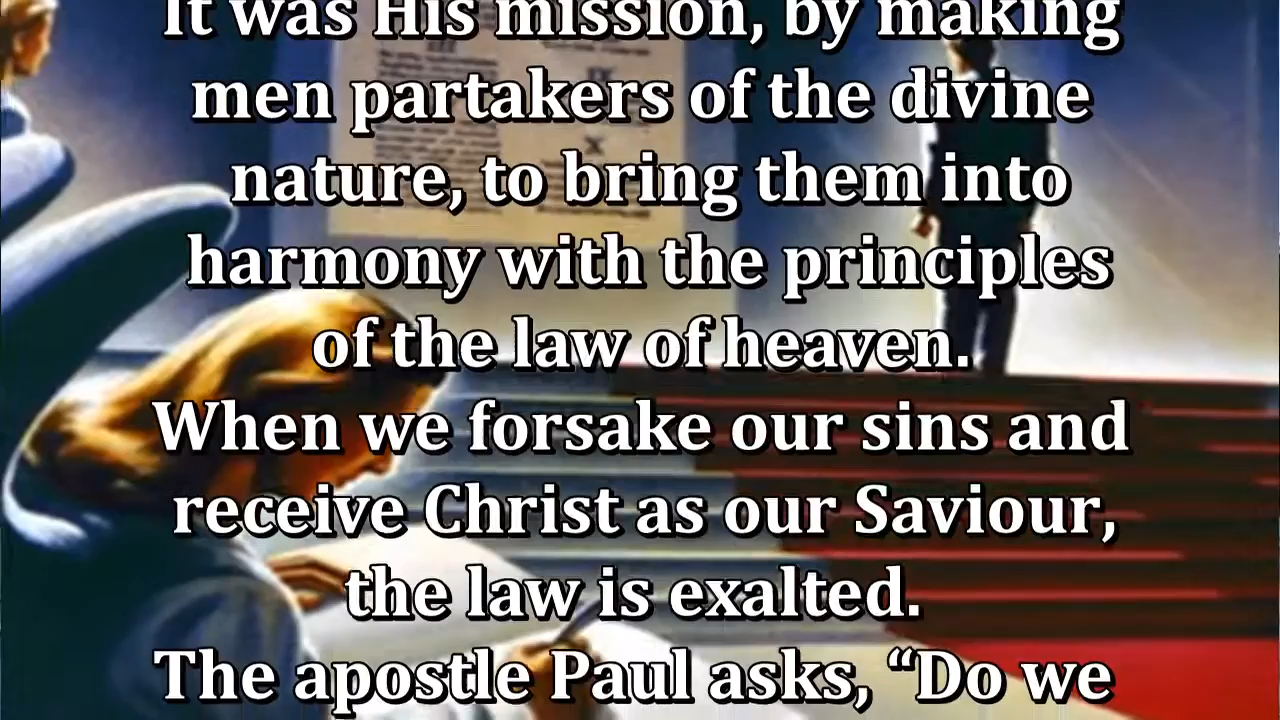 It was His mission, by making
men partakers of the divine
nature, to bring them into
harmony with the principles
of the law of heaven.
When we forsake our sins and
receive Christ as our Saviour,
the law is exalted.
The apostle Paul asks, “Do we
III
IX
X